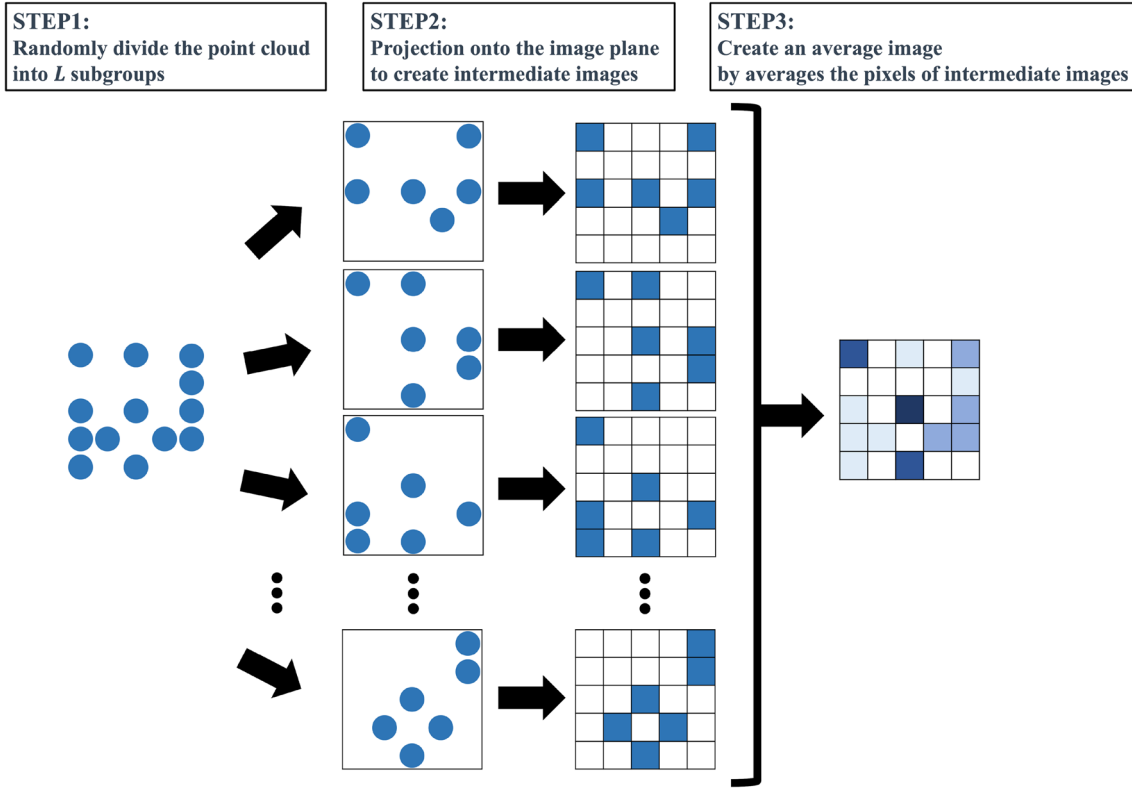 STEP1:
Randomly divide the point cloud
into L subgroups
STEP2:
Projection onto the image plane
to create intermediate images
STEP3:
Create an average image
by averages the pixels of intermediate images